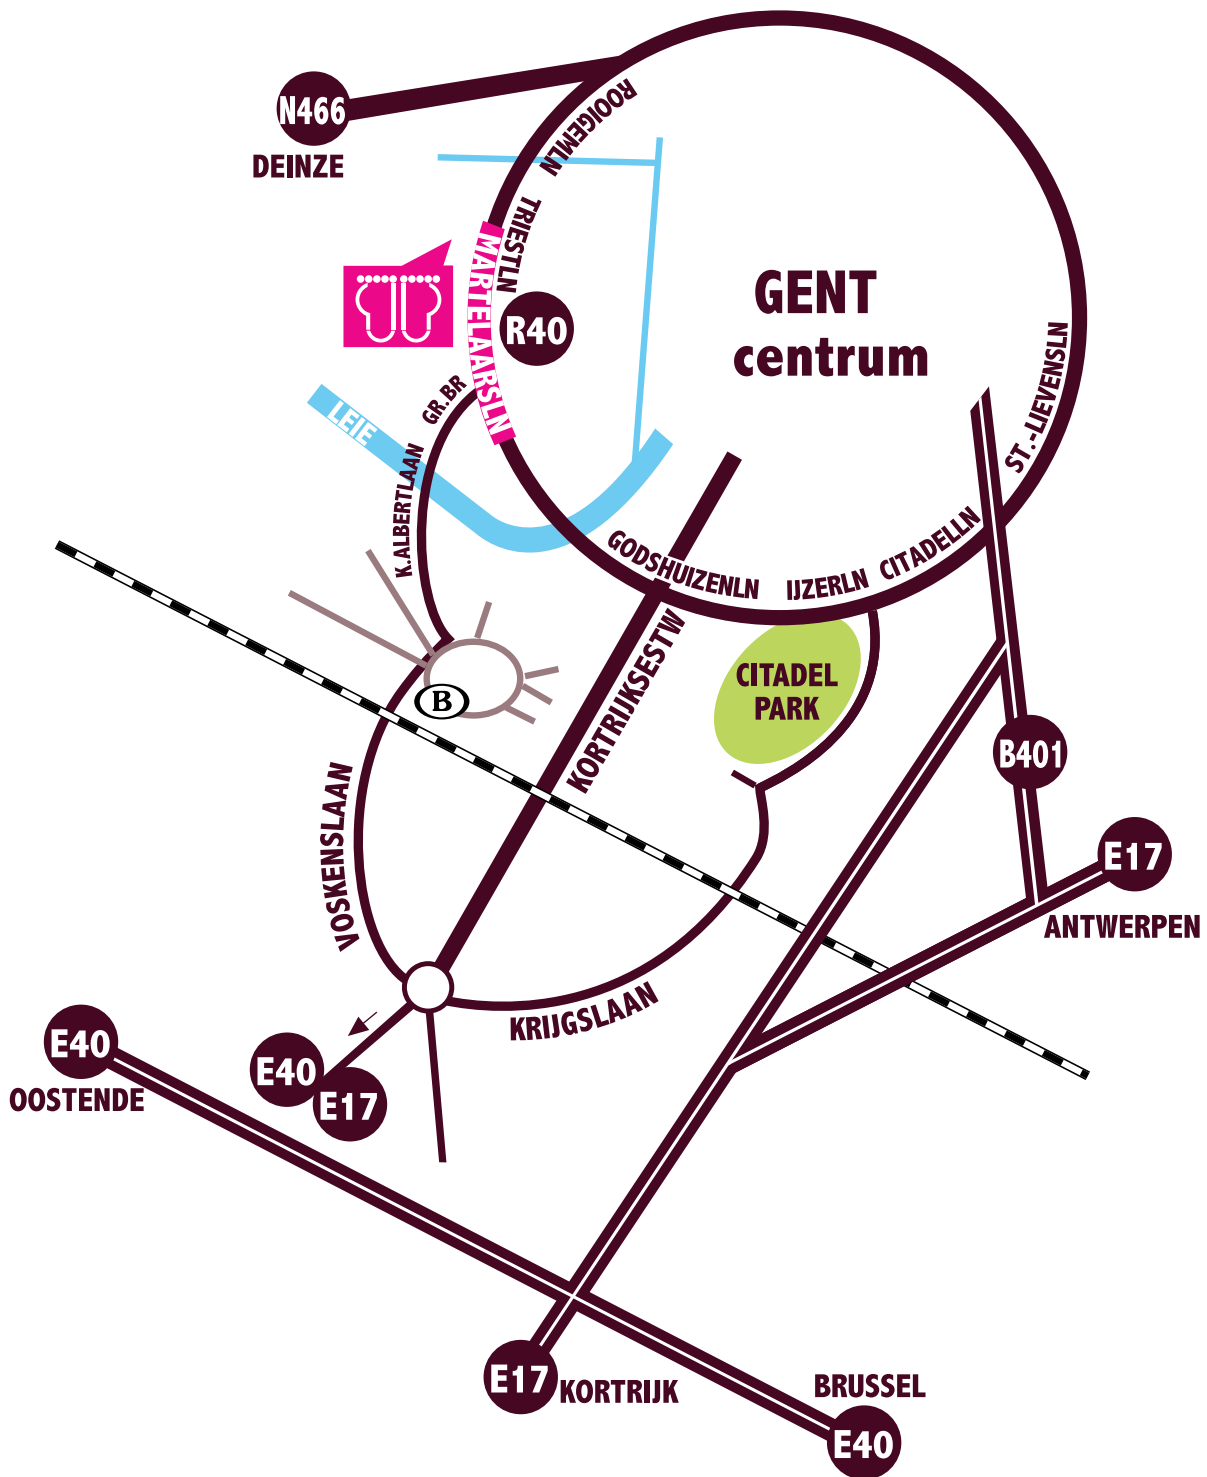 ROOIGEMLN
N466
DEINZE
TRIESTLN
MARTELAARSLN
GENT
centrum
R40
ST.-LIEVENSLN
GR.BR
LEIE
K.ALBERTLAAN
GODSHUIZENLN
IJZERLN
CITADELLN
KORTRIJKSESTW
CITADEL
PARK
B
B401
VOSKENSLAAN
E17
ANTWERPEN
KRIJGSLAAN
E40
OOSTENDE
E40
E17
E17
KORTRIJK
BRUSSEL
E40